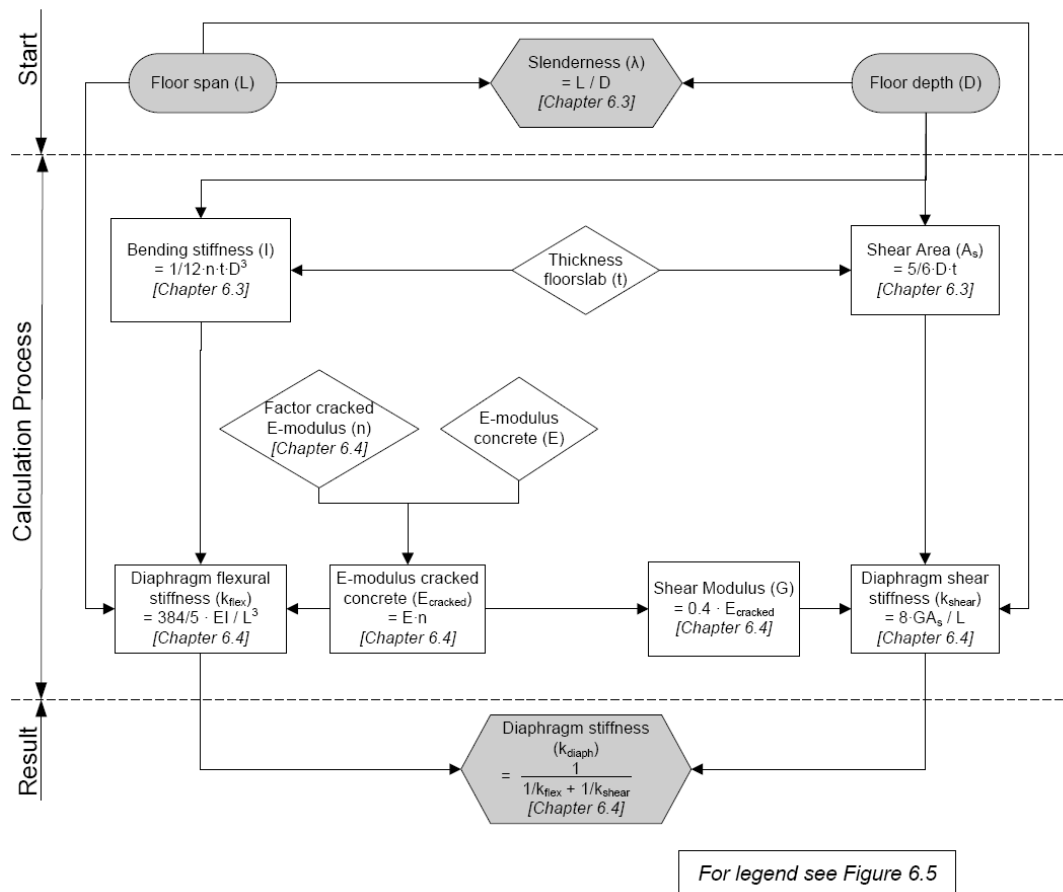 Start
Floor span (L)
Slenderness (λ)
= L / D
[Chapter 6.3]
Floor depth (D)
Calculation Process
Bending stiffness (I)
= 1/12·n·t·D³
[Chapter 6.3]
Thickness
floorslab (t)
Shear Area (Aₛ)
= 5/6·D·t
[Chapter 6.3]
Factor cracked
E-modulus (n)
[Chapter 6.4]
E-modulus
concrete (E)
Diaphragm flexural
stiffness (k_flex)
= 384/5 · EI / L³
[Chapter 6.4]
E-modulus cracked
concrete (E_cracked)
= E·n
[Chapter 6.4]
Shear Modulus (G)
= 0.4 · E_cracked
[Chapter 6.4]
Diaphragm shear
stiffness (k_shear)
= 8·GAₛ / L
[Chapter 6.4]
Result
Diaphragm stiffness
(k_diaph)
1
=
1/k_flex + 1/k_shear
[Chapter 6.4]
For legend see Figure 6.5